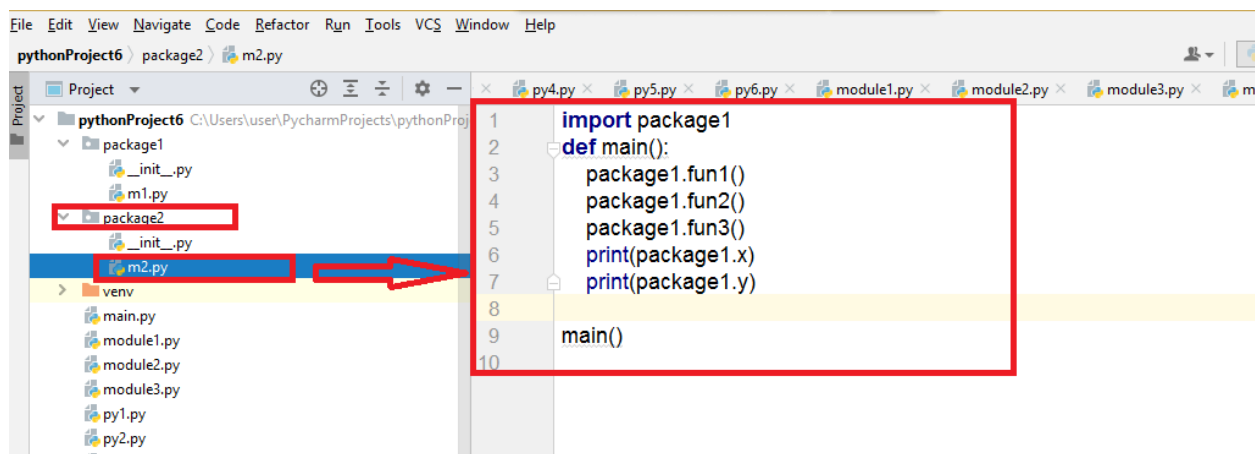 File Edit View Navigate Code Refactor Run Tools VCS Window Help
pythonProject6 〉 package2 〉 m2.py
Project
Project
pythonProject6 C:\Users\user\PycharmProjects\pythonProj
package1
__init__.py
m1.py
package2
__init__.py
m2.py
venv
main.py
module1.py
module2.py
module3.py
py1.py
py2.py
py4.py py5.py py6.py module1.py module2.py module3.py m
1 import package1
2 def main():
3 package1.fun1()
4 package1.fun2()
5 package1.fun3()
6 print(package1.x)
7 print(package1.y)
8
9 main()
10